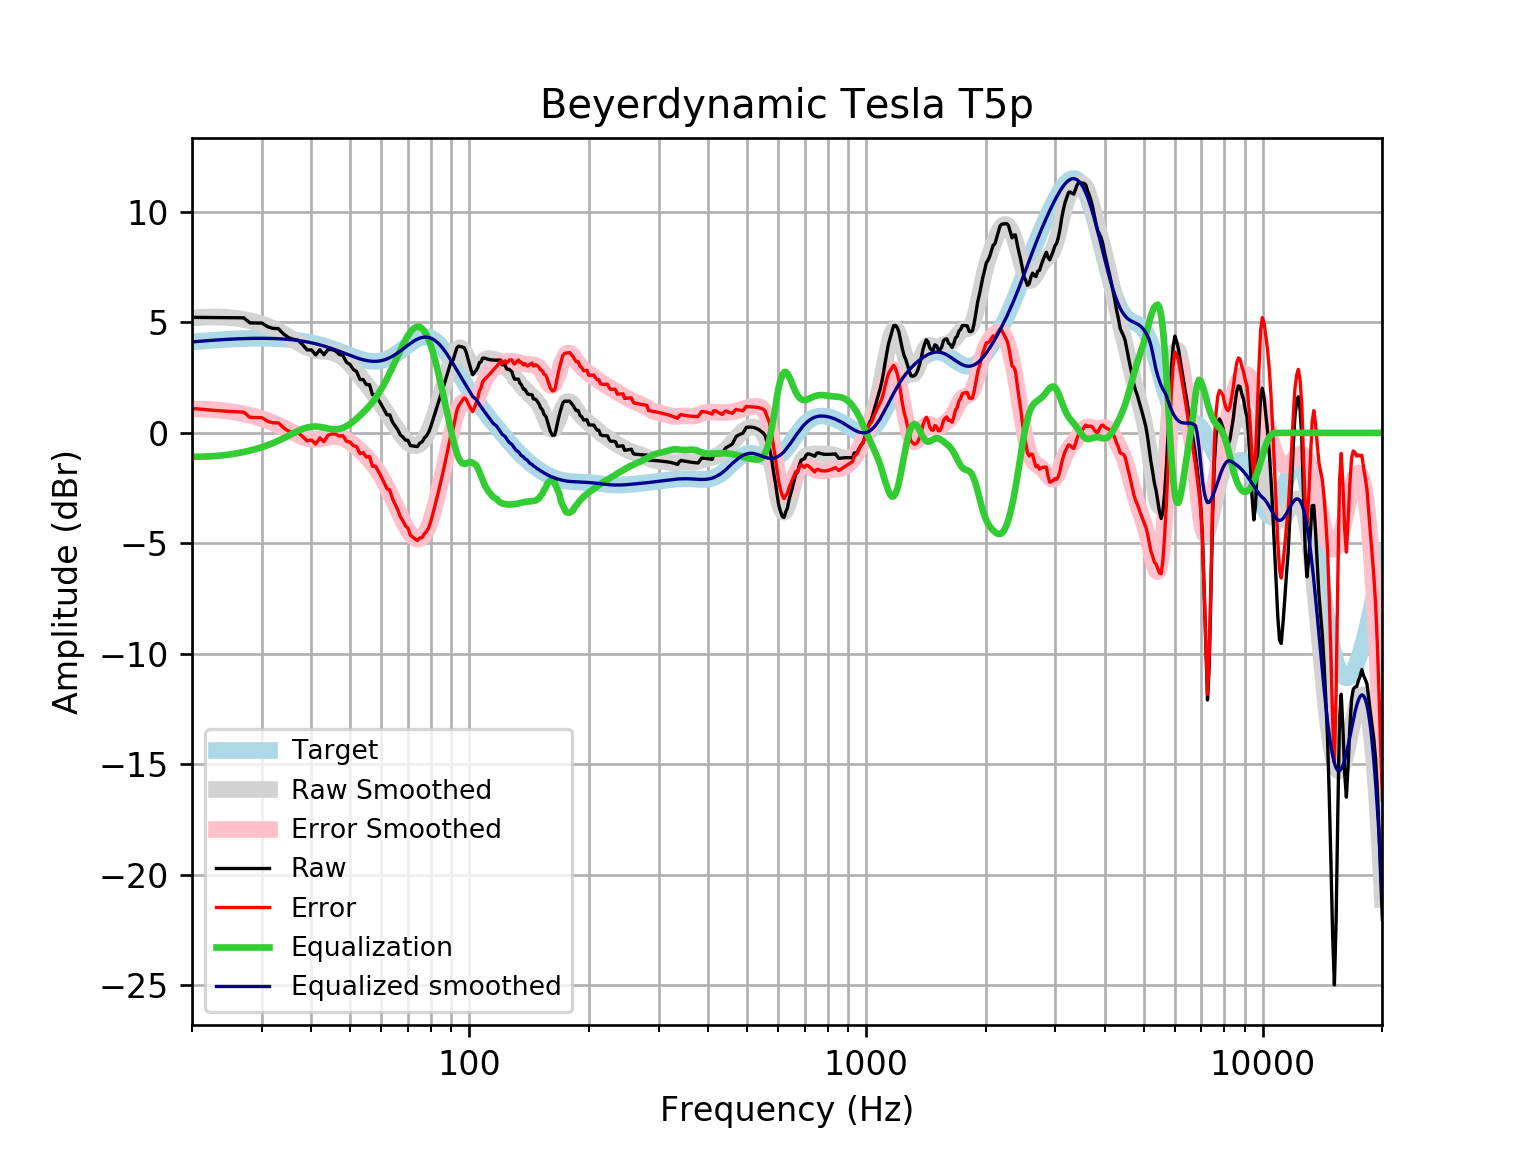 Beyerdynamic Tesla T5p
10
5
0
−5
−10
−15
−20
−25
Amplitude (dBr)
Target
Raw Smoothed
Error Smoothed
Raw
Error
Equalization
Equalized smoothed
100 1000 10000
Frequency (Hz)